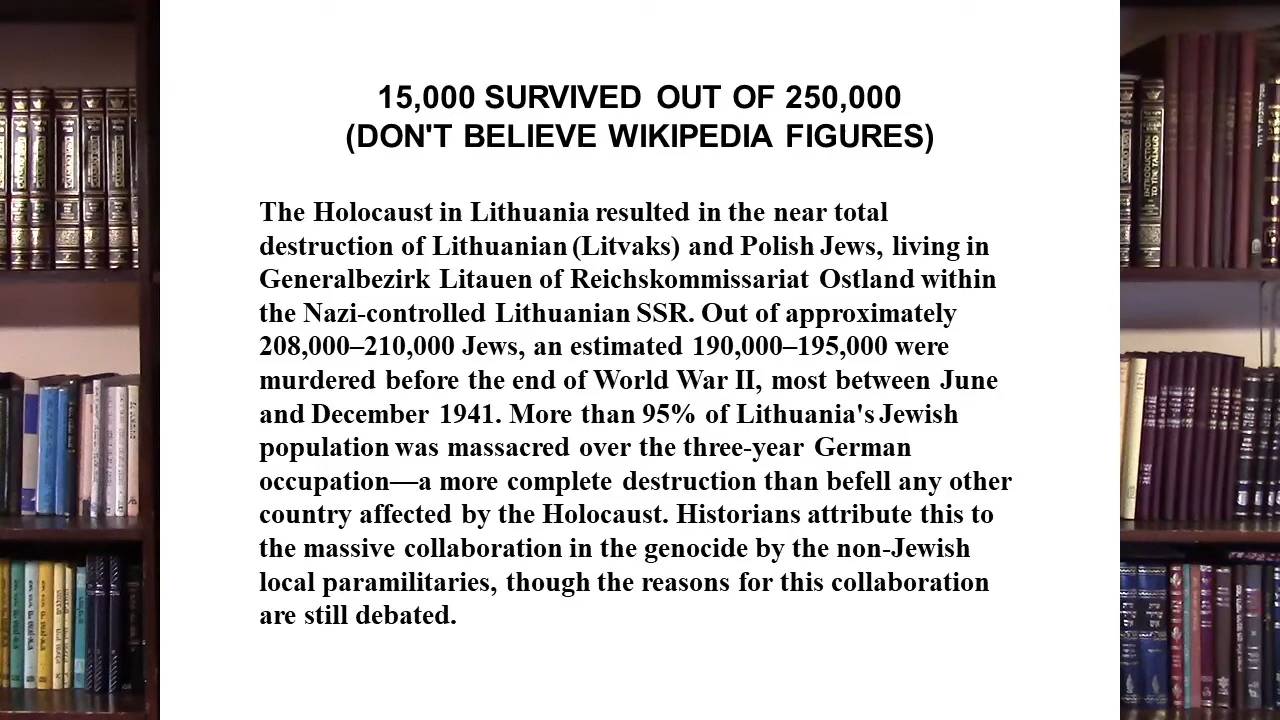 15,000 SURVIVED OUT OF 250,000
(DON'T BELIEVE WIKIPEDIA FIGURES)
The Holocaust in Lithuania resulted in the near total
destruction of Lithuanian (Litvaks) and Polish Jews, living in
Generalbezirk Litauen of Reichskommissariat Ostland within
the Nazi-controlled Lithuanian SSR. Out of approximately
208,000–210,000 Jews, an estimated 190,000–195,000 were
murdered before the end of World War II, most between June
and December 1941. More than 95% of Lithuania's Jewish
population was massacred over the three-year German
occupation—a more complete destruction than befell any other
country affected by the Holocaust. Historians attribute this to
the massive collaboration in the genocide by the non-Jewish
local paramilitaries, though the reasons for this collaboration
are still debated.
INTRODUCTION TO THE TALMUD